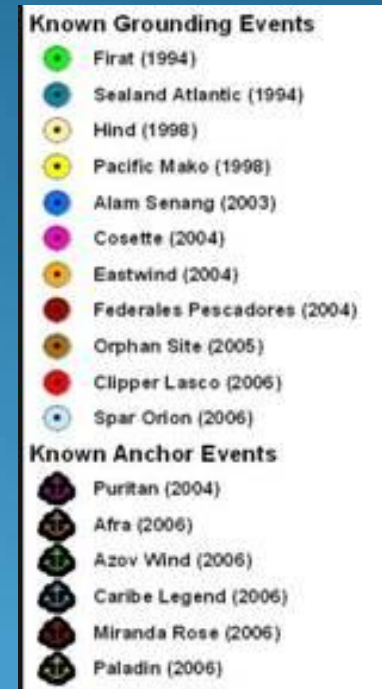 Known Grounding Events
Firat (1994)
Sealand Atlantic (1994)
Hind (1998)
Pacific Mako (1998)
Alam Senang (2003)
Cosette (2004)
Eastwind (2004)
Federales Pescadores (2004)
Orphan Site (2005)
Clipper Lasco (2006)
Spar Orion (2006)
Known Anchor Events
Puritan (2004)
Afra (2006)
Azov Wind (2006)
Caribe Legend (2006)
Miranda Rose (2006)
Paladin (2006)